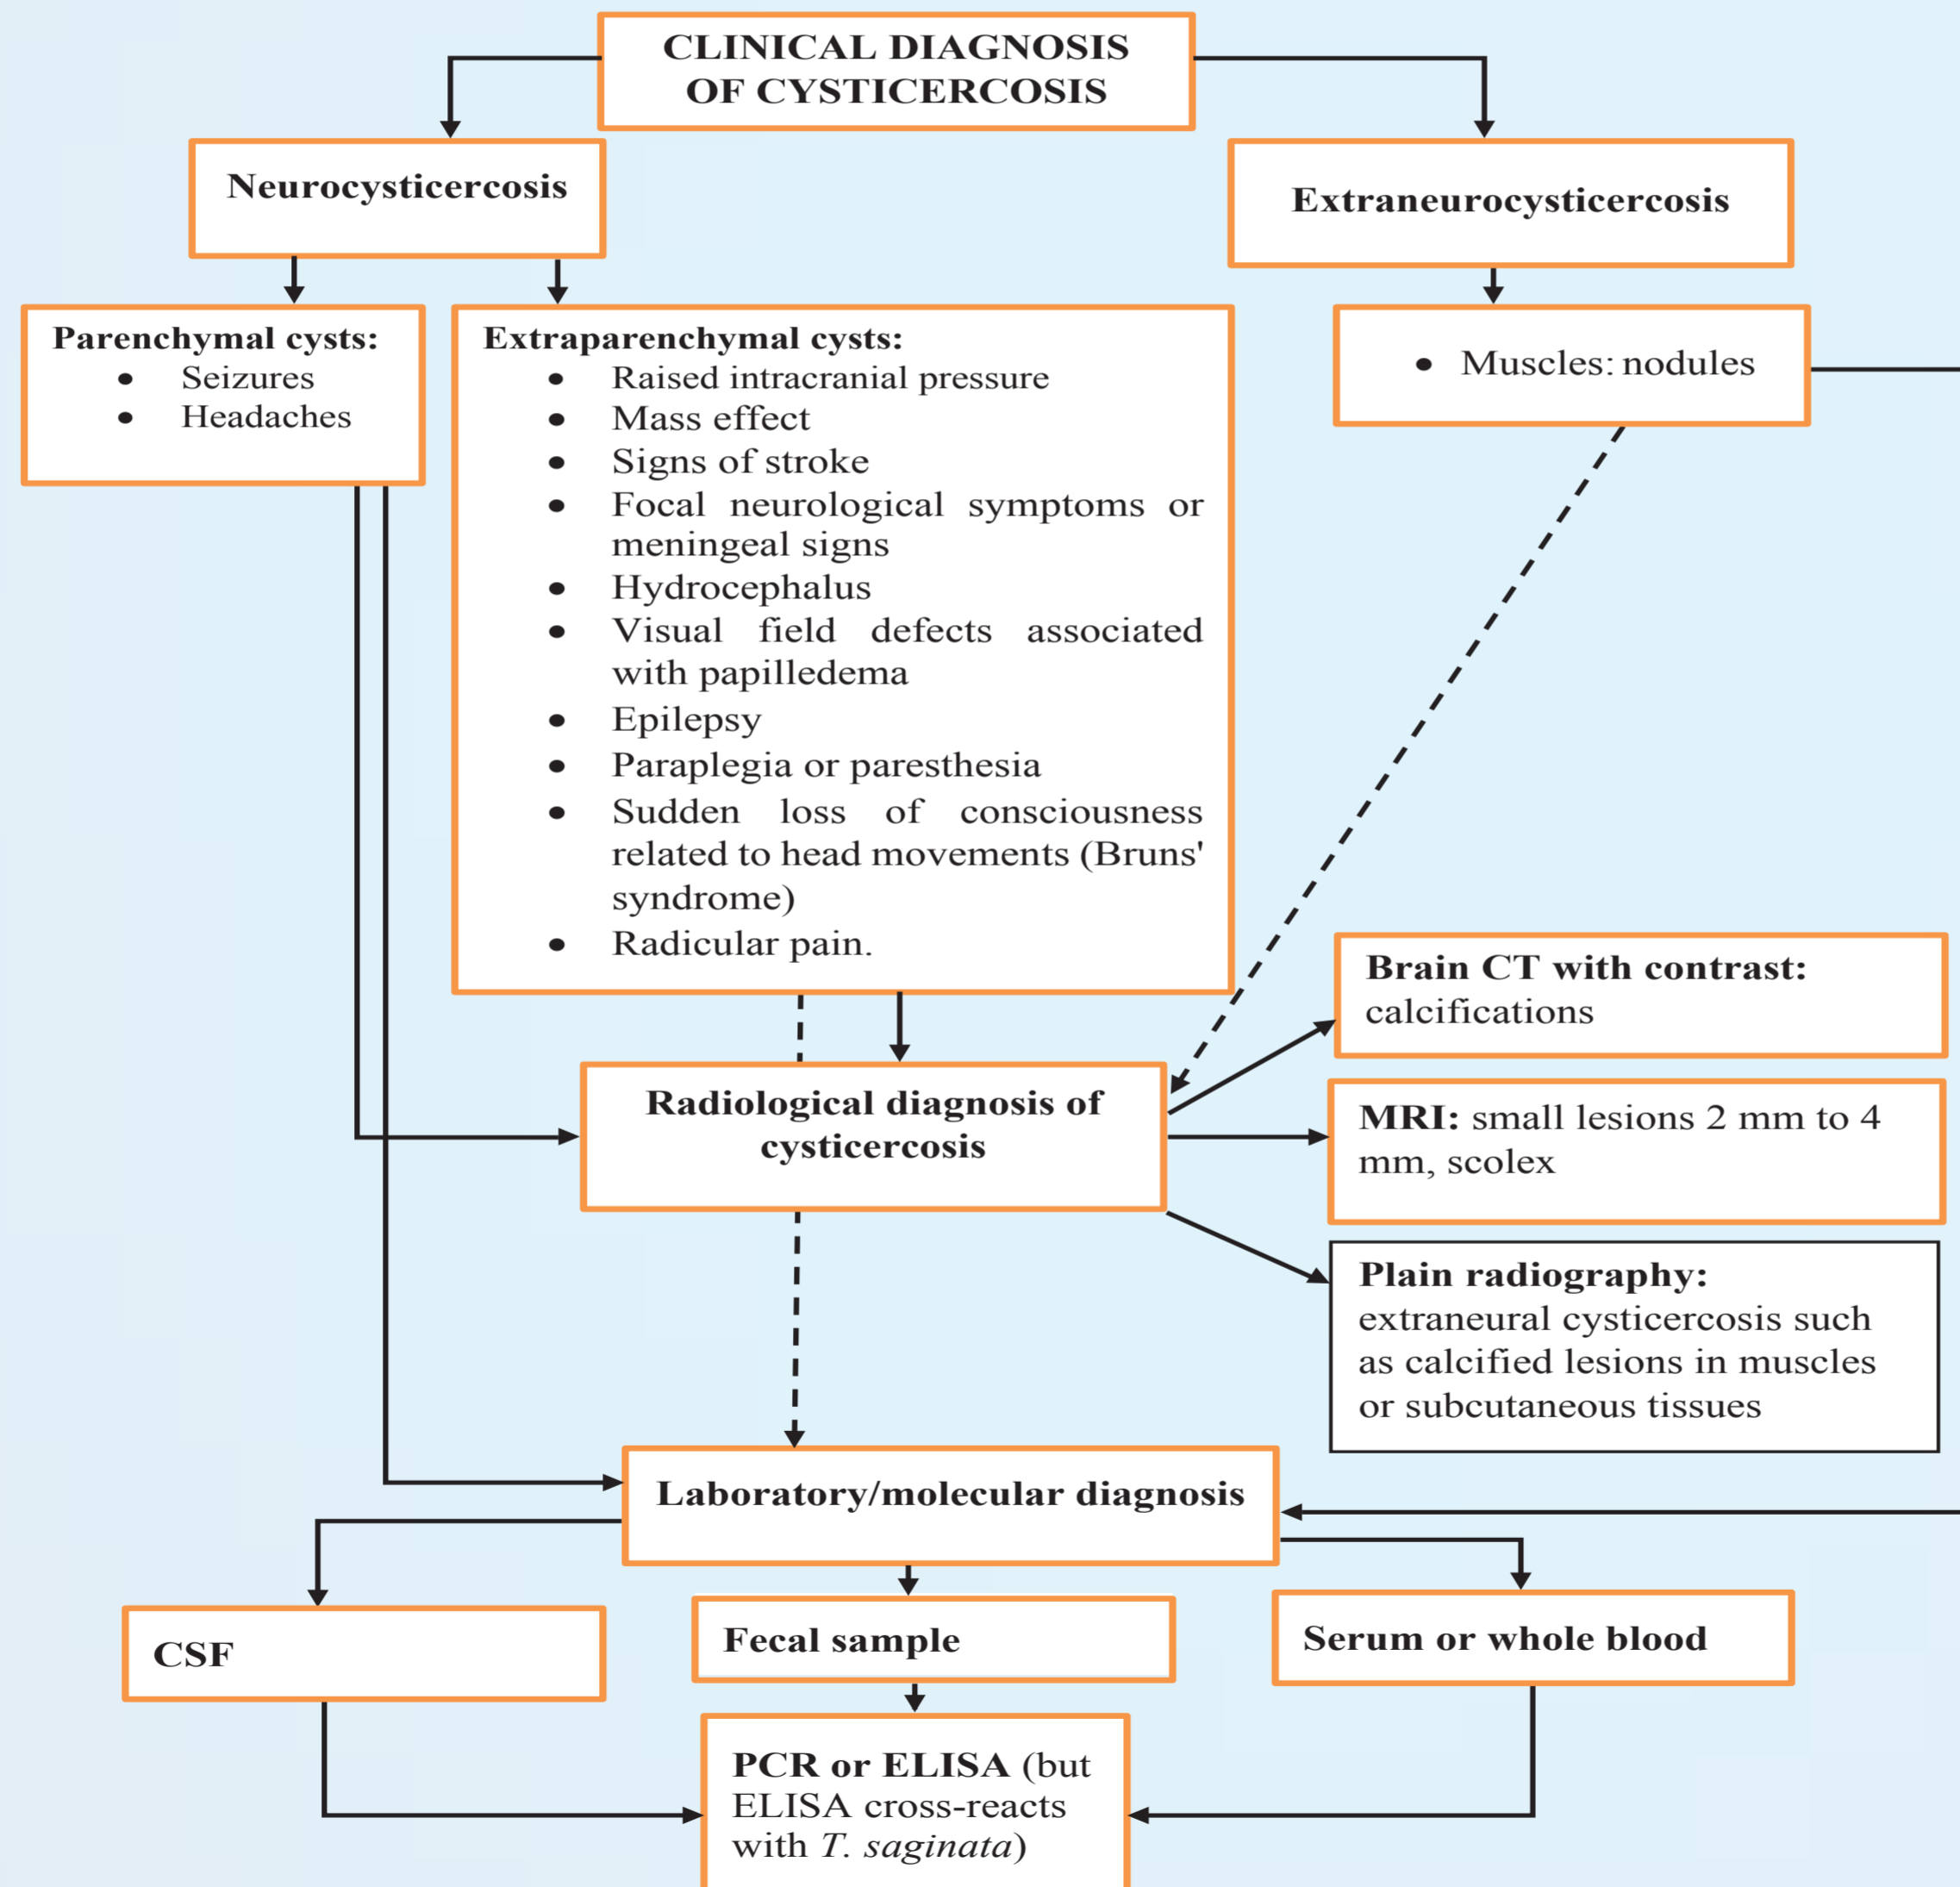 CLINICAL DIAGNOSIS
OF CYSTICERCOSIS
Neurocysticercosis
Extraneurocysticercosis
Parenchymal cysts:
• Seizures
• Headaches
Extraparenchymal cysts:
• Raised intracranial pressure
• Mass effect
• Signs of stroke
• Focal neurological symptoms or
meningeal signs
• Hydrocephalus
• Visual field defects associated
with papilledema
• Epilepsy
• Paraplegia or paresthesia
• Sudden loss of consciousness
related to head movements (Bruns'
syndrome)
• Radicular pain.
• Muscles: nodules
Radiological diagnosis of
cysticercosis
Brain CT with contrast:
calcifications
MRI: small lesions 2 mm to 4
mm, scolex
Plain radiography:
extraneural cysticercosis such
as calcified lesions in muscles
or subcutaneous tissues
Laboratory/molecular diagnosis
CSF
Fecal sample
Serum or whole blood
PCR or ELISA (but
ELISA cross-reacts
with T. saginata)